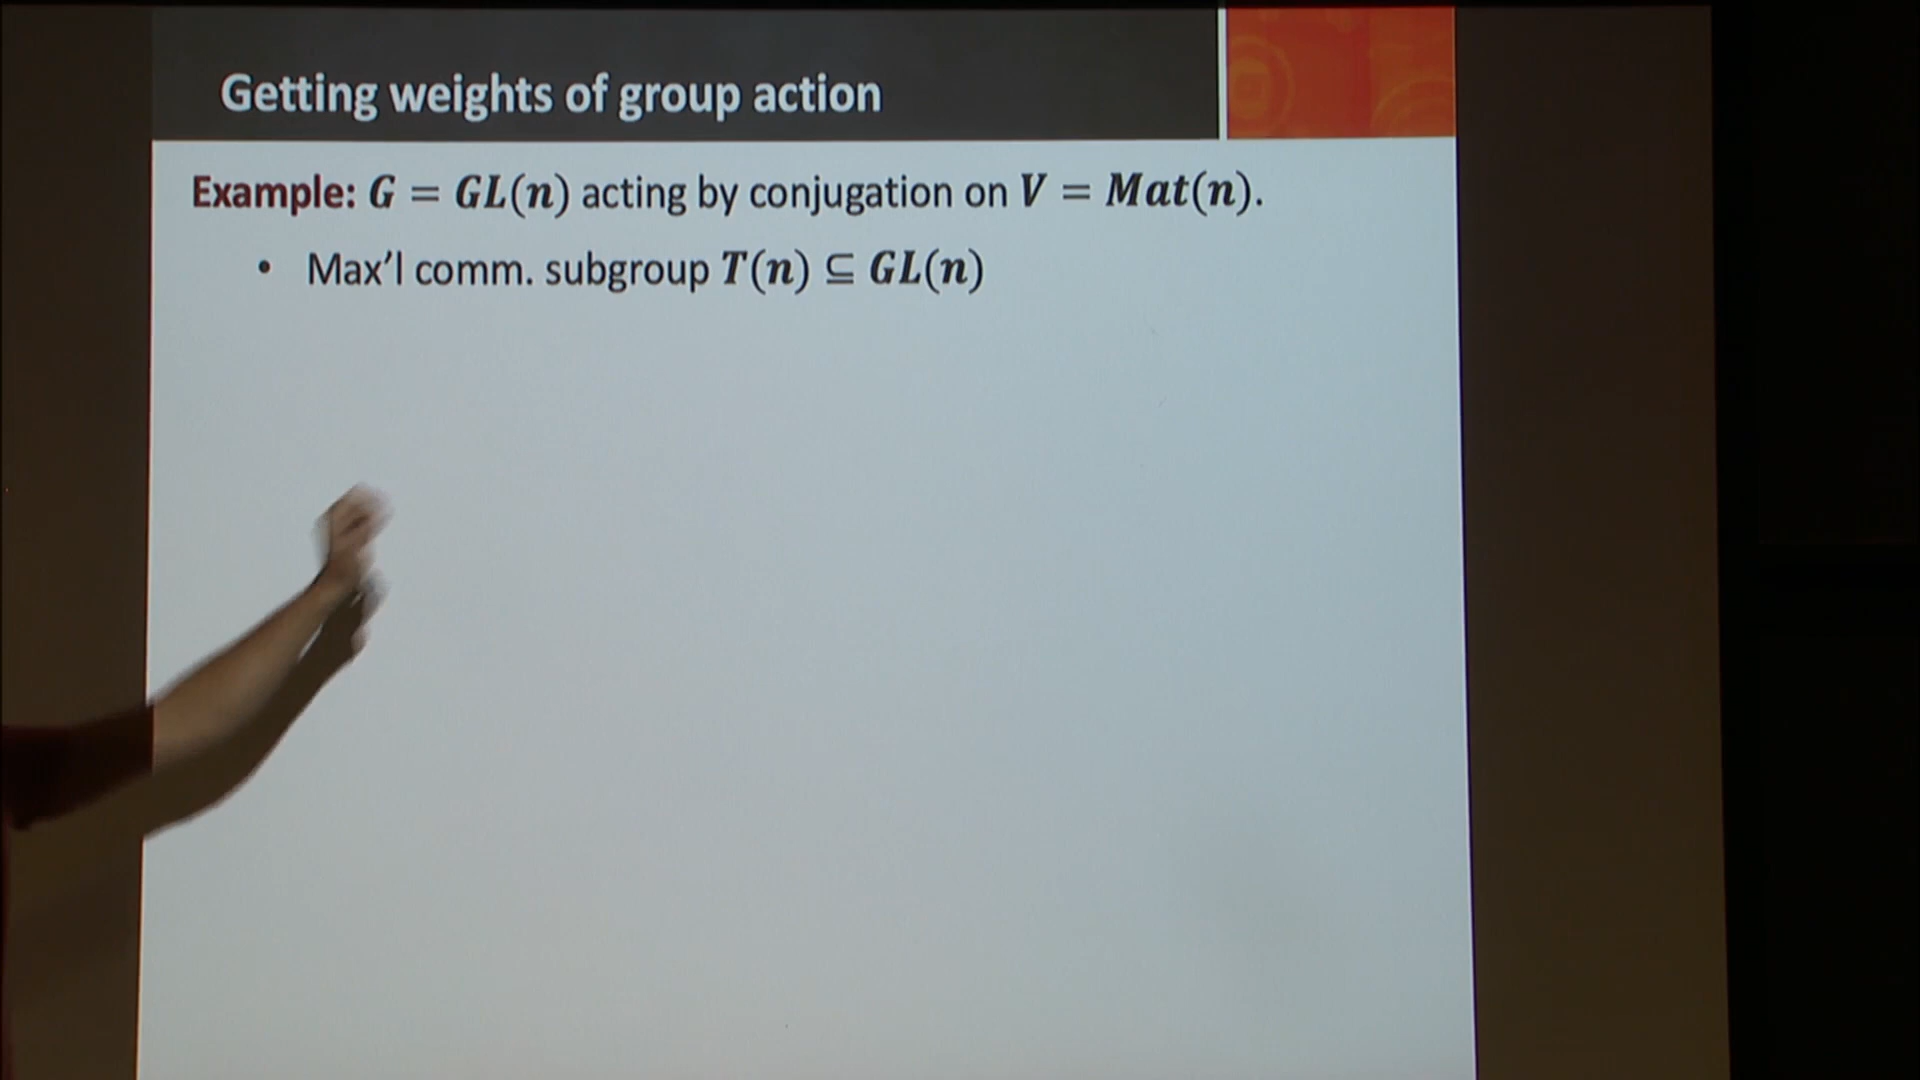 Getting weights of group action
Example: G = GL(n) acting by conjugation on V = Mat(n).
• Max'l comm. subgroup T(n) ⊆ GL(n)